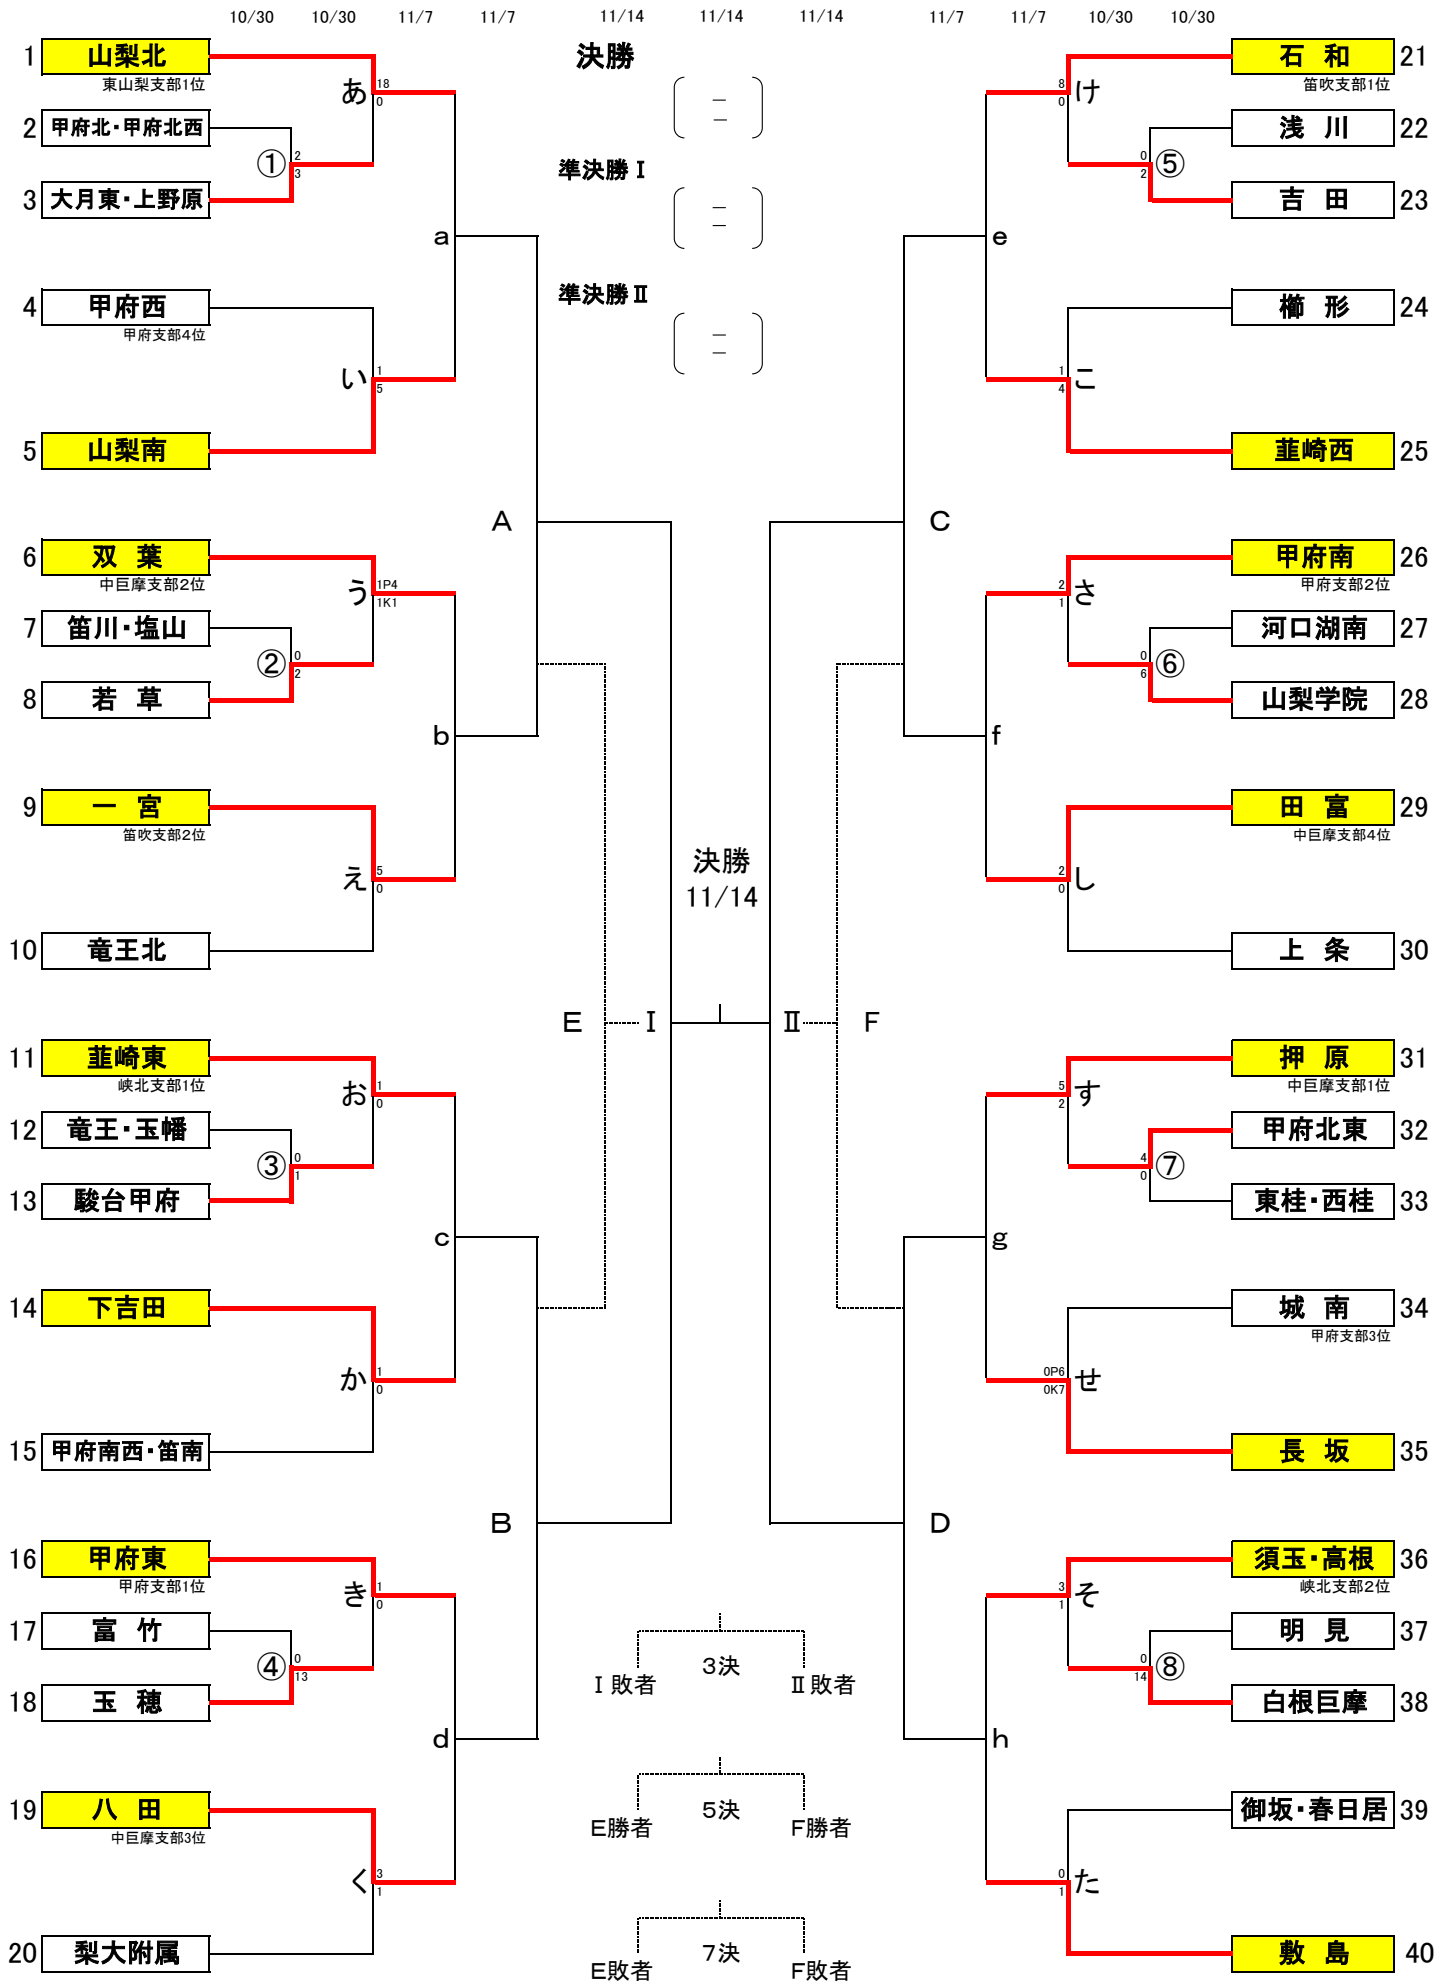 10/30 10/30 11/7 11/7 11/14 11/14 11/14 11/7 11/7 10/30 10/30
決勝
－
－
準決勝Ⅰ
－
－
準決勝Ⅱ
－
－
1 山梨北
東山梨支部1位
あ 18
0
2 甲府北・甲府北西
① 2
3
3 大月東・上野原
a
4 甲府西
甲府支部4位
い 1
5
5 山梨南
A
6 双 葉
中巨摩支部2位
う 1P4
1K1
7 笛川・塩山
② 0
2
8 若 草
b
9 一 宮
笛吹支部2位
え 5
0
10 竜王北
E Ⅰ
11 韮崎東
峡北支部1位
お 1
0
12 竜王・玉幡
③ 0
1
13 駿台甲府
c
14 下吉田
か 1
0
15 甲府南西・笛南
B
16 甲府東
甲府支部1位
き 1
0
17 富 竹
④ 0
13
18 玉 穂
d
19 八 田
中巨摩支部3位
く 3
1
20 梨大附属
決勝
11/14
3決
Ⅰ敗者 Ⅱ敗者
5決
E勝者 F勝者
7決
E敗者 F敗者
石 和 21
笛吹支部1位
8 け
0
浅 川 22
0 ⑤
2
吉 田 23
e
櫛 形 24
1 こ
4
韮崎西 25
C
甲府南 26
甲府支部2位
2 さ
1
河口湖南 27
0 ⑥
6
山梨学院 28
f
田 富 29
中巨摩支部4位
2 し
0
上 条 30
Ⅱ F
押 原 31
中巨摩支部1位
5 す
2
甲府北東 32
4 ⑦
0
東桂・西桂 33
g
城 南 34
甲府支部3位
0P6 せ
0K7
長 坂 35
D
須玉・高根 36
峡北支部2位
3 そ
1
明 見 37
0 ⑧
14
白根巨摩 38
h
御坂・春日居 39
0 た
1
敷 島 40